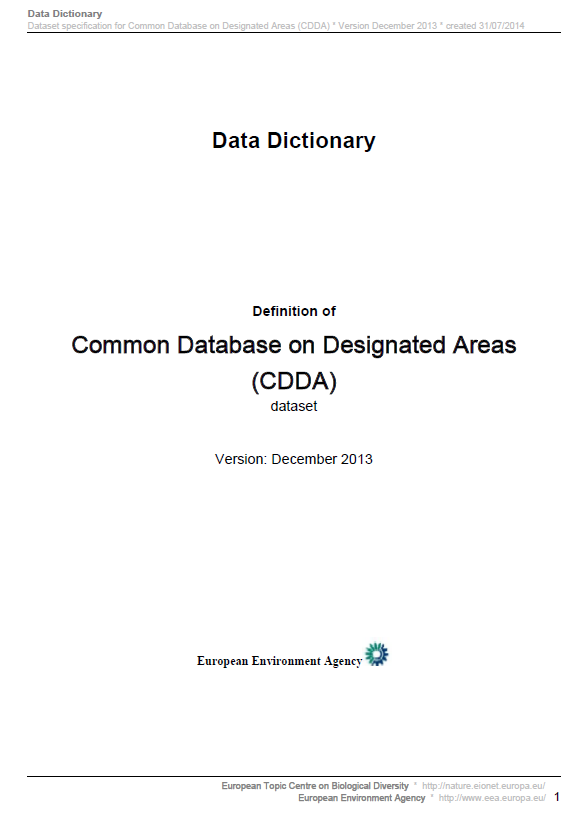 Data Dictionary
Dataset specification for Common Database on Designated Areas (CDDA) * Version December 2013 * created 31/07/2014
Data Dictionary
Definition of
Common Database on Designated Areas
(CDDA)
dataset
Version: December 2013
European Environment Agency
European Topic Centre on Biological Diversity * http://nature.eionet.europa.eu/
European Environment Agency * http://www.eea.europa.eu/ 1